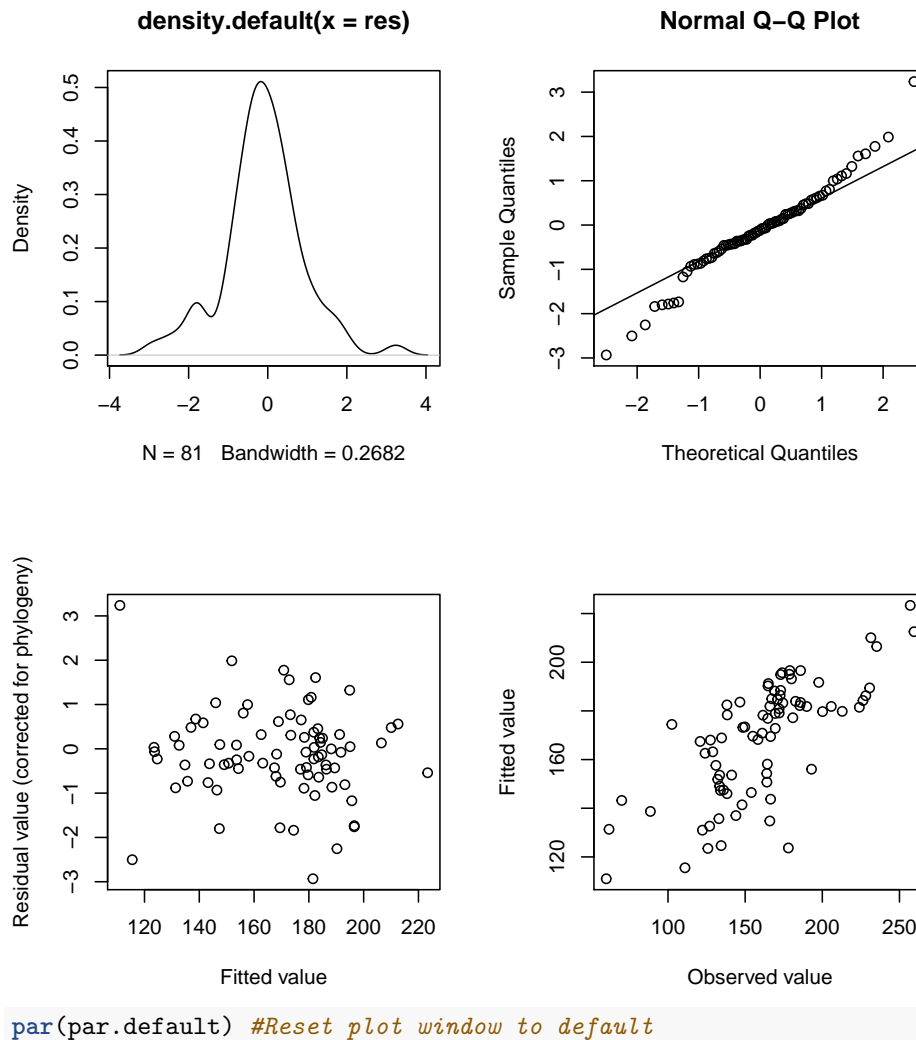 density.default(x = res)
Density
0.0 0.1 0.2 0.3 0.4 0.5
−4 −2 0 2 4
N = 81 Bandwidth = 0.2682
Normal Q−Q Plot
Sample Quantiles
−3 −2 −1 0 1 2 3
−2 −1 0 1 2
Theoretical Quantiles
Residual value (corrected for phylogeny)
−3 −2 −1 0 1 2 3
120 140 160 180 200 220
Fitted value
Fitted value
120 160 200
100 150 200 250
Observed value
par(par.default) #Reset plot window to default